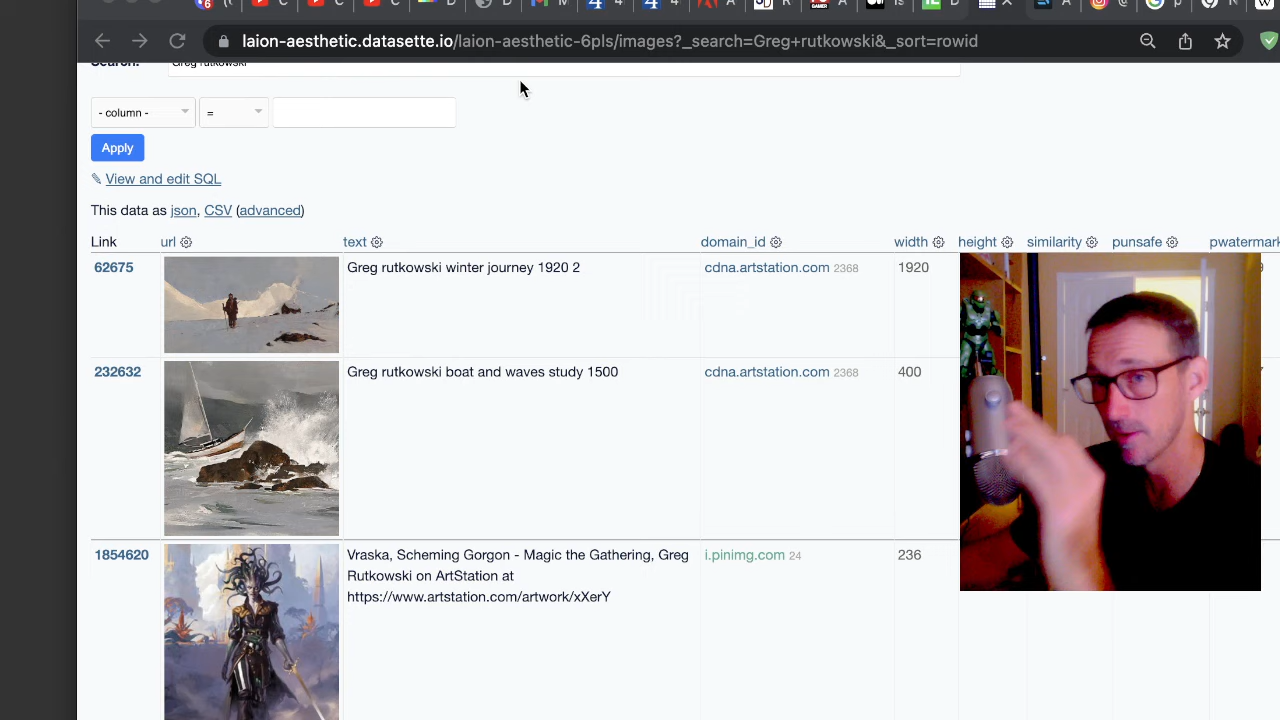 laion-aesthetic.datasette.io/laion-aesthetic-6pls/images?_search=Greg+rutkowski&_sort=rowid
Search: Greg rutkowski
- column - =
Apply
View and edit SQL
This data as json, CSV (advanced)
Link url text domain_id width height similarity punsafe pwatermark
62675 Greg rutkowski winter journey 1920 2 cdna.artstation.com 2368 1920
232632 Greg rutkowski boat and waves study 1500 cdna.artstation.com 2368 400
1854620 Vraska, Scheming Gorgon - Magic the Gathering, Greg i.pinimg.com 24 236
Rutkowski on ArtStation at
https://www.artstation.com/artwork/xXerY